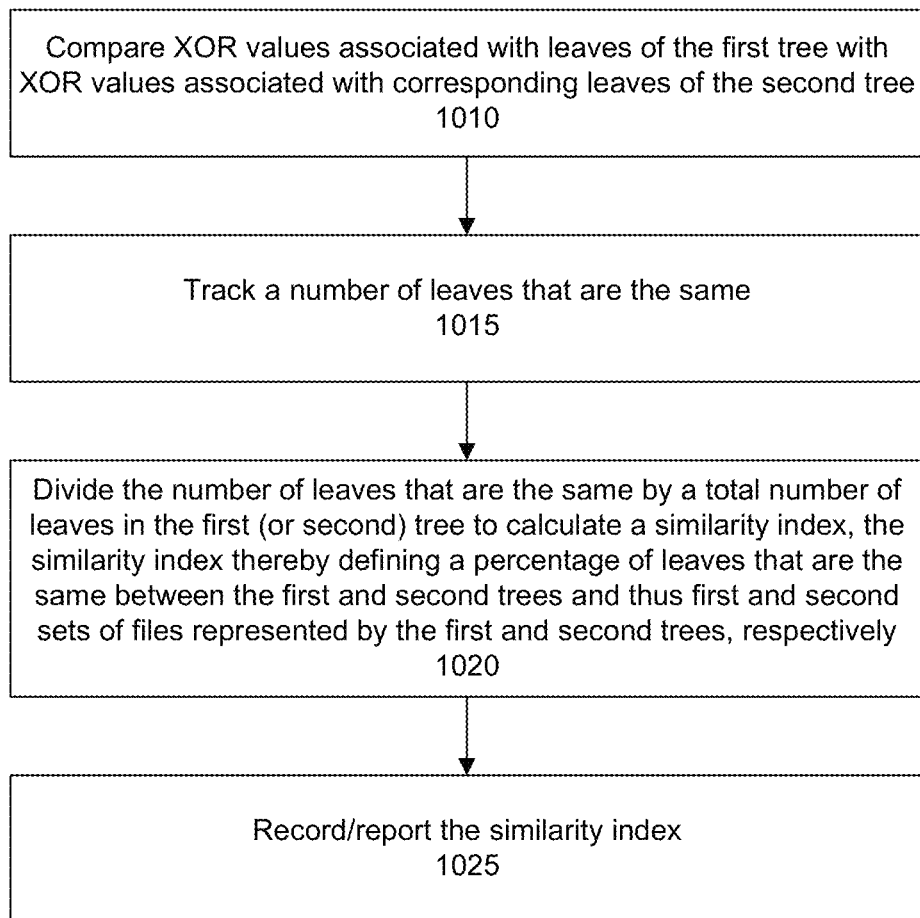 Compare XOR values associated with leaves of the first tree with
XOR values associated with corresponding leaves of the second tree
1010
Track a number of leaves that are the same
1015
Divide the number of leaves that are the same by a total number of
leaves in the first (or second) tree to calculate a similarity index, the
similarity index thereby defining a percentage of leaves that are the
same between the first and second trees and thus first and second
sets of files represented by the first and second trees, respectively
1020
Record/report the similarity index
1025